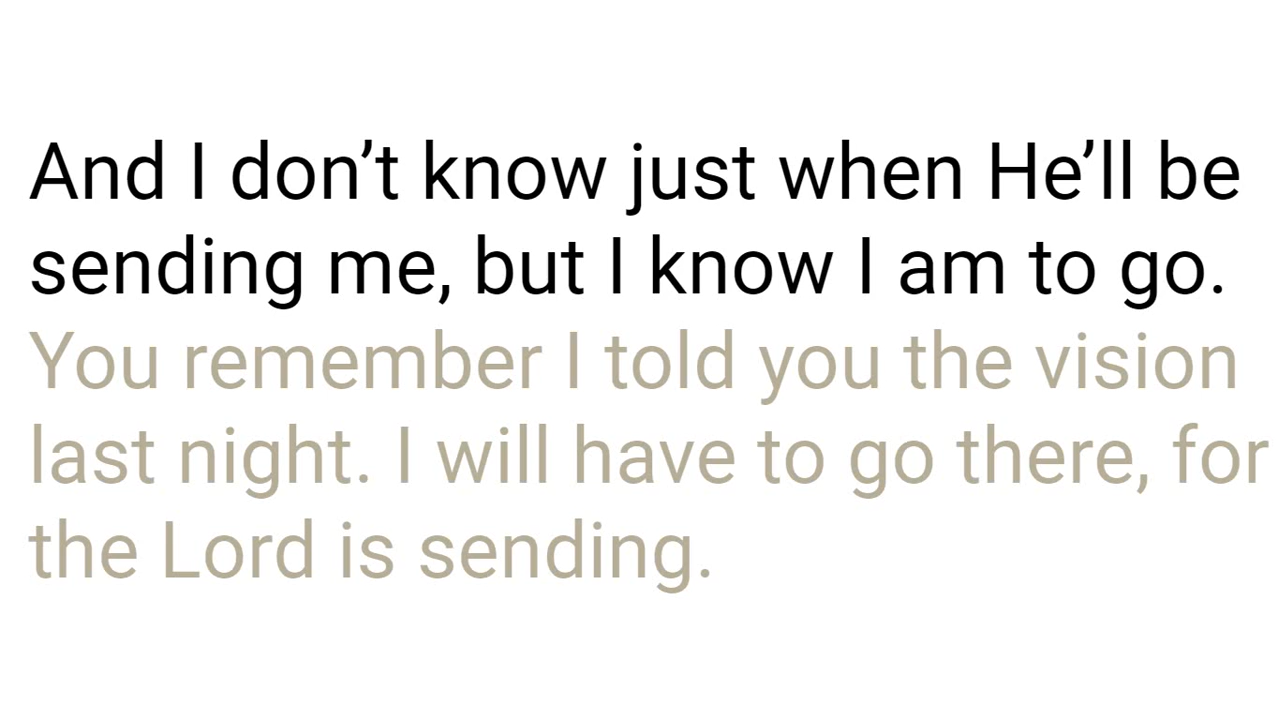 And I don’t know just when He’ll be
sending me, but I know I am to go.
You remember I told you the vision
last night. I will have to go there, for
the Lord is sending.